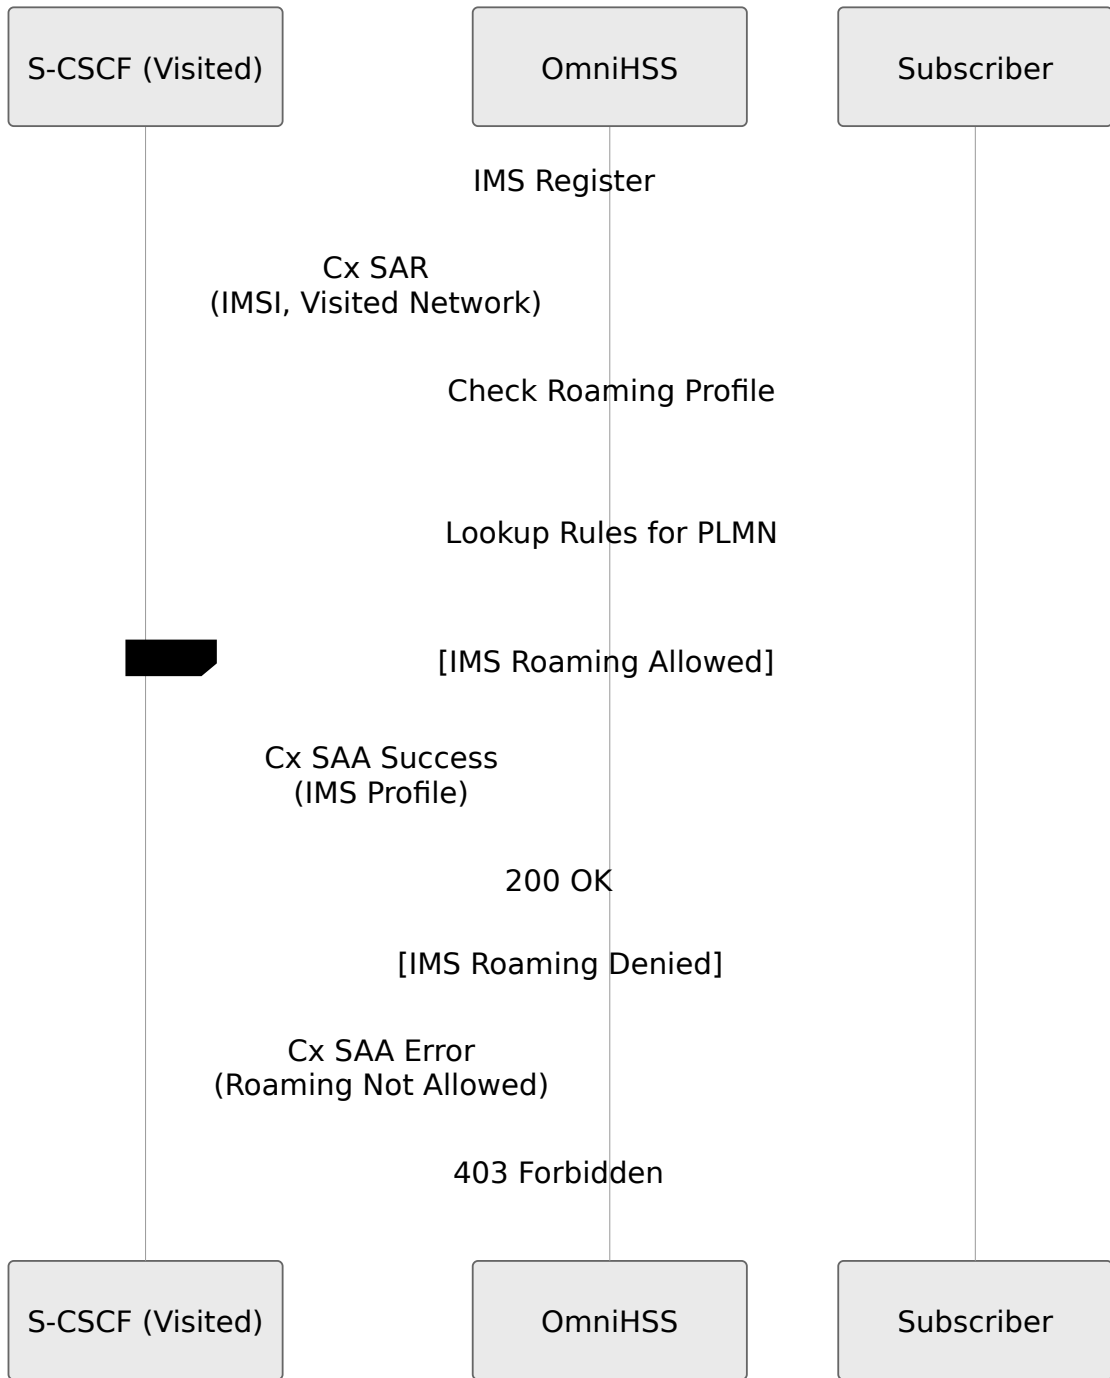 S-CSCF (Visited)
OmniHSS
Subscriber
IMS Register
Cx SAR
(IMSI, Visited Network)
Check Roaming Profile
Lookup Rules for PLMN
[IMS Roaming Allowed]
Cx SAA Success
(IMS Profile)
200 OK
[IMS Roaming Denied]
Cx SAA Error
(Roaming Not Allowed)
403 Forbidden
S-CSCF (Visited)
OmniHSS
Subscriber